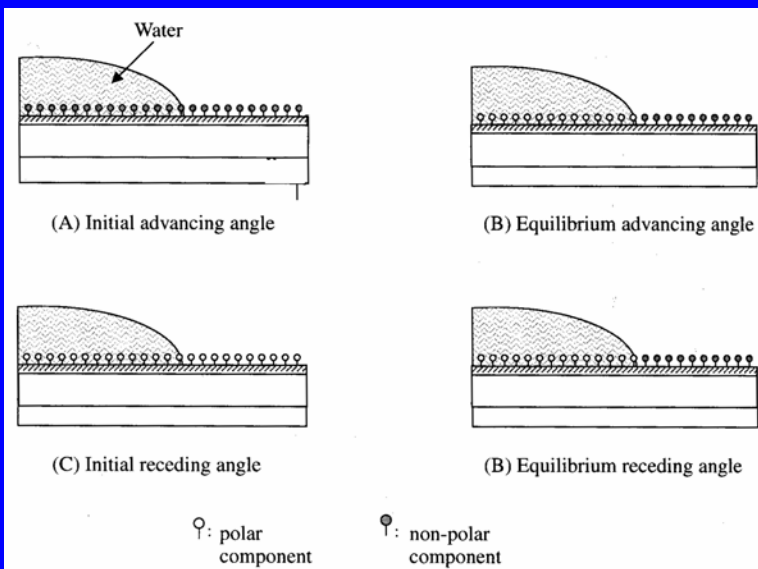 Water
(A) Initial advancing angle
(B) Equilibrium advancing angle
(C) Initial receding angle
(B) Equilibrium receding angle
: polar
component
: non-polar
component